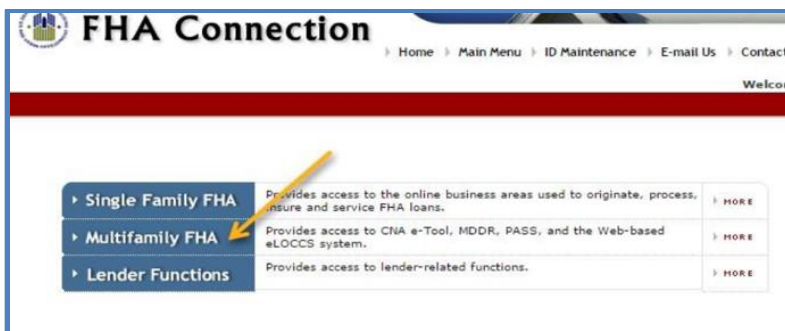 FHA Connection
Home Main Menu ID Maintenance E-mail Us Contact
Single Family FHA Provides access to the online business areas used to originate, process,
insure and service FHA loans. MORE
Multifamily FHA Provides access to CNA e-Tool, MDDR, PASS, and the Web-based
eLOCCS system. MORE
Lender Functions Provides access to lender-related functions. MORE